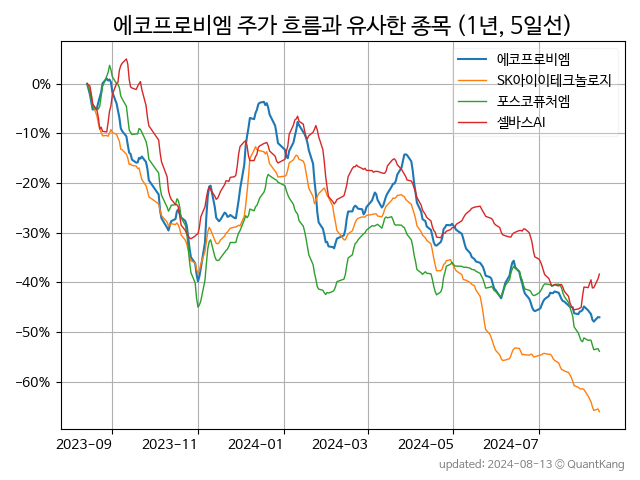 에코프로비엠 주가 흐름과 유사한 종목 (1년, 5일선)
에코프로비엠
SK아이이테크놀로지
포스코퓨처엠
셀바스AI
0%
−10%
−20%
−30%
−40%
−50%
−60%
2023-09 2023-11 2024-01 2024-03 2024-05 2024-07
updated: 2024-08-13 © QuantKang